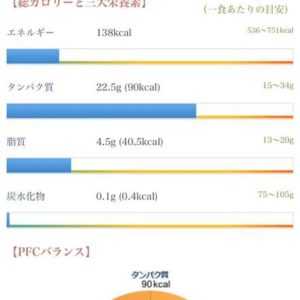 【総カロリーと三大栄養素】
（一食あたりの目安）
エネルギー 138kcal 536～751kcal
タンパク質 22.5g (90kcal) 15～34g
脂質 4.5g (40.5kcal) 13～20g
炭水化物 0.1g (0.4kcal) 75～105g
【PFCバランス】
タンパク質
90kcal